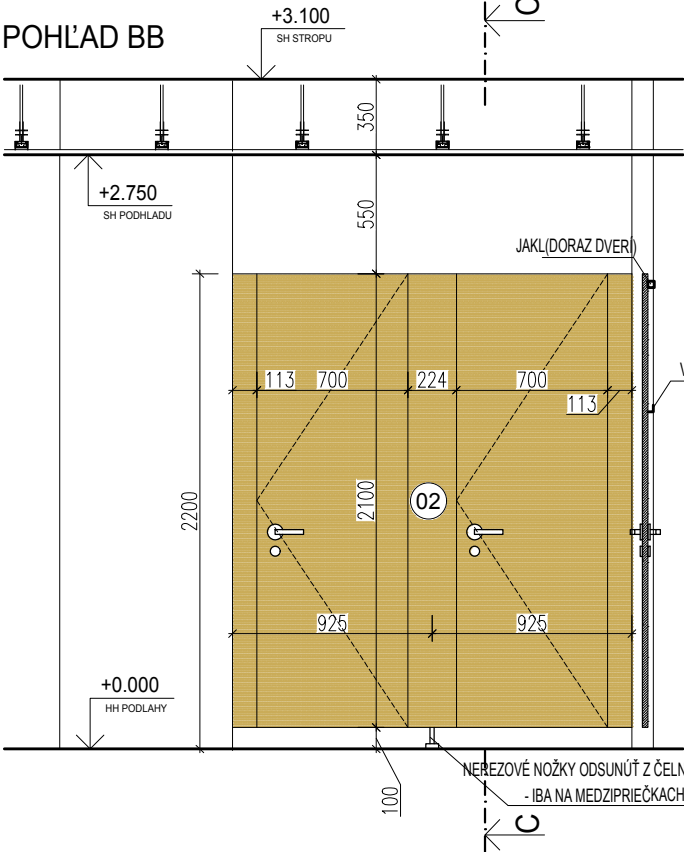 +3.100
SH STROPU
C
POHĽAD BB
350
+2.750
SH PODHLADU
550
JAKL(DORAZ DVERÍ)
113 700 224 700
113
2200
2100
02
925 925
+0.000
HH PODLAHY
NEREZOVÉ NOŽKY ODSUNÚŤ Z ČELN
- IBA NA MEDZIPRIEČKACH
100
C